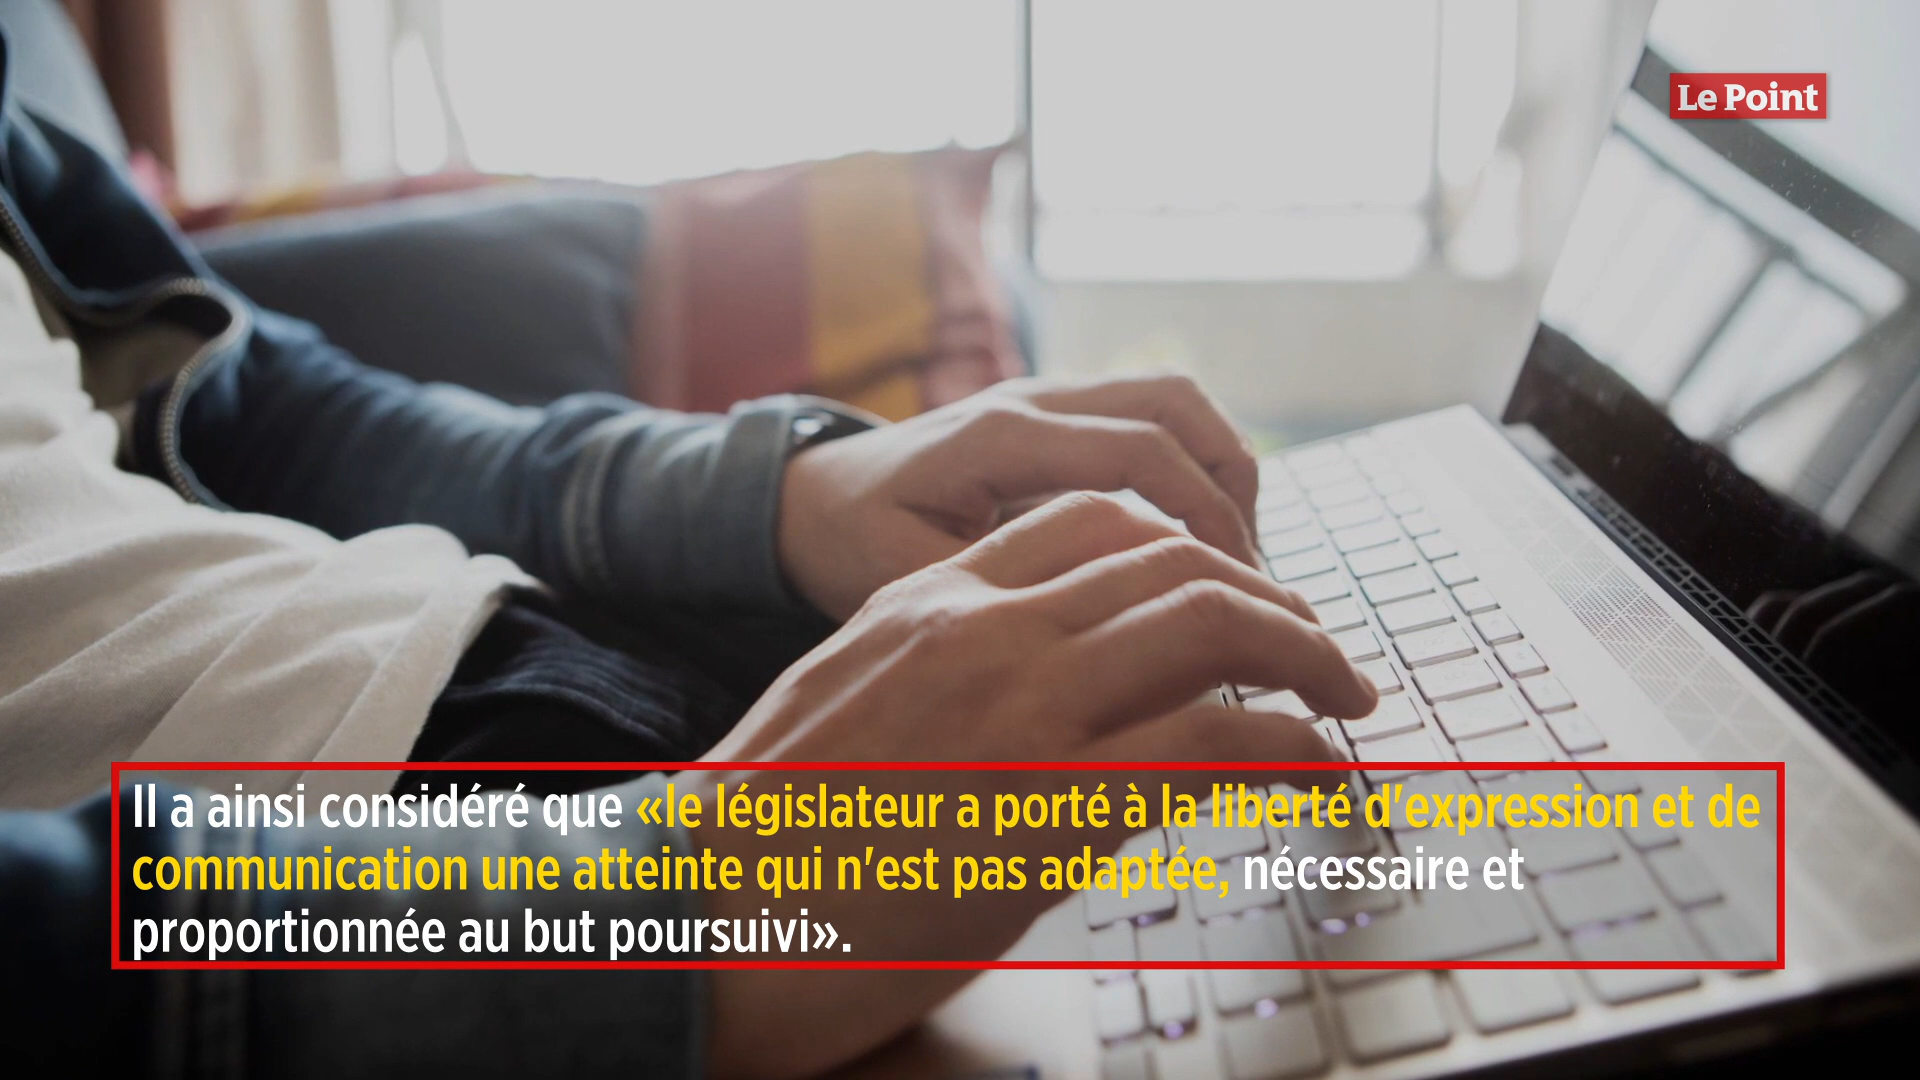 Le Point
Il a ainsi considéré que «le législateur a porté à la liberté d'expression et de
communication une atteinte qui n'est pas adaptée, nécessaire et
proportionnée au but poursuivi».